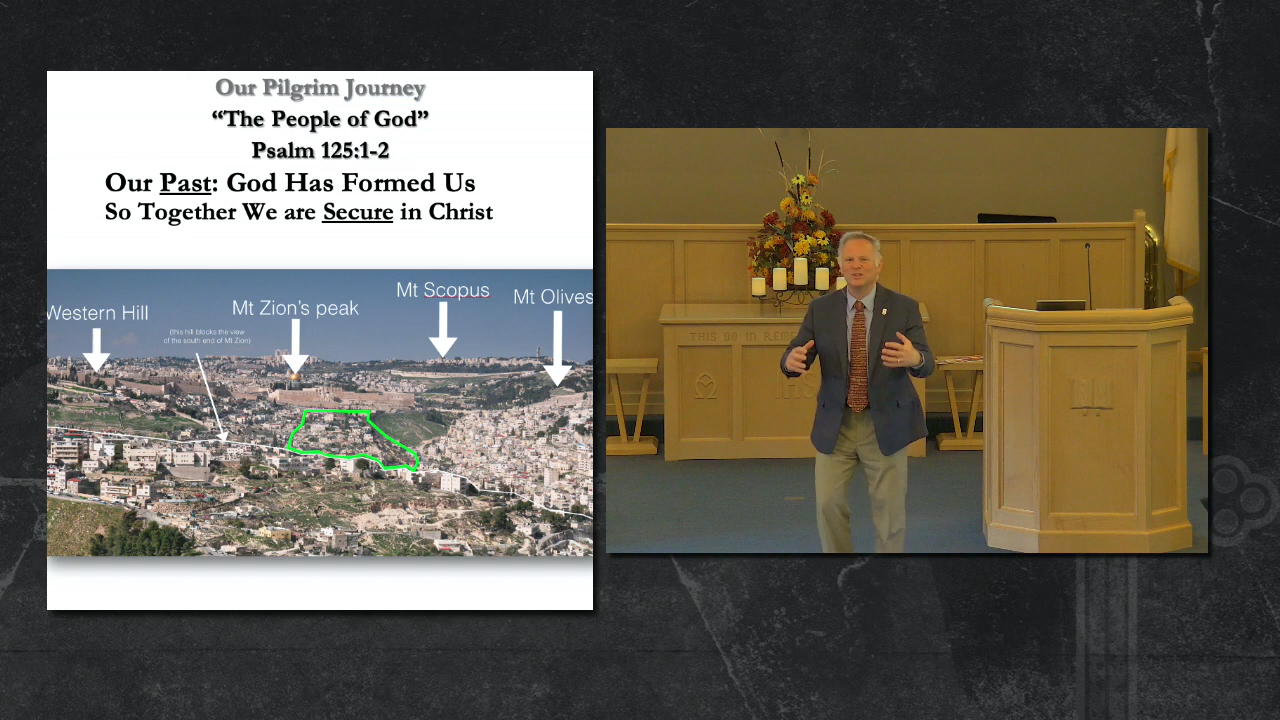 Our Pilgrim Journey
“The People of God”
Psalm 125:1-2
Our Past: God Has Formed Us
So Together We are Secure in Christ
Western Hill
(this hill blocks the view
of the south end of Mt Zion)
Mt Zion's peak
Mt Scopus
Mt Olives
THIS DO IN REME
IHS